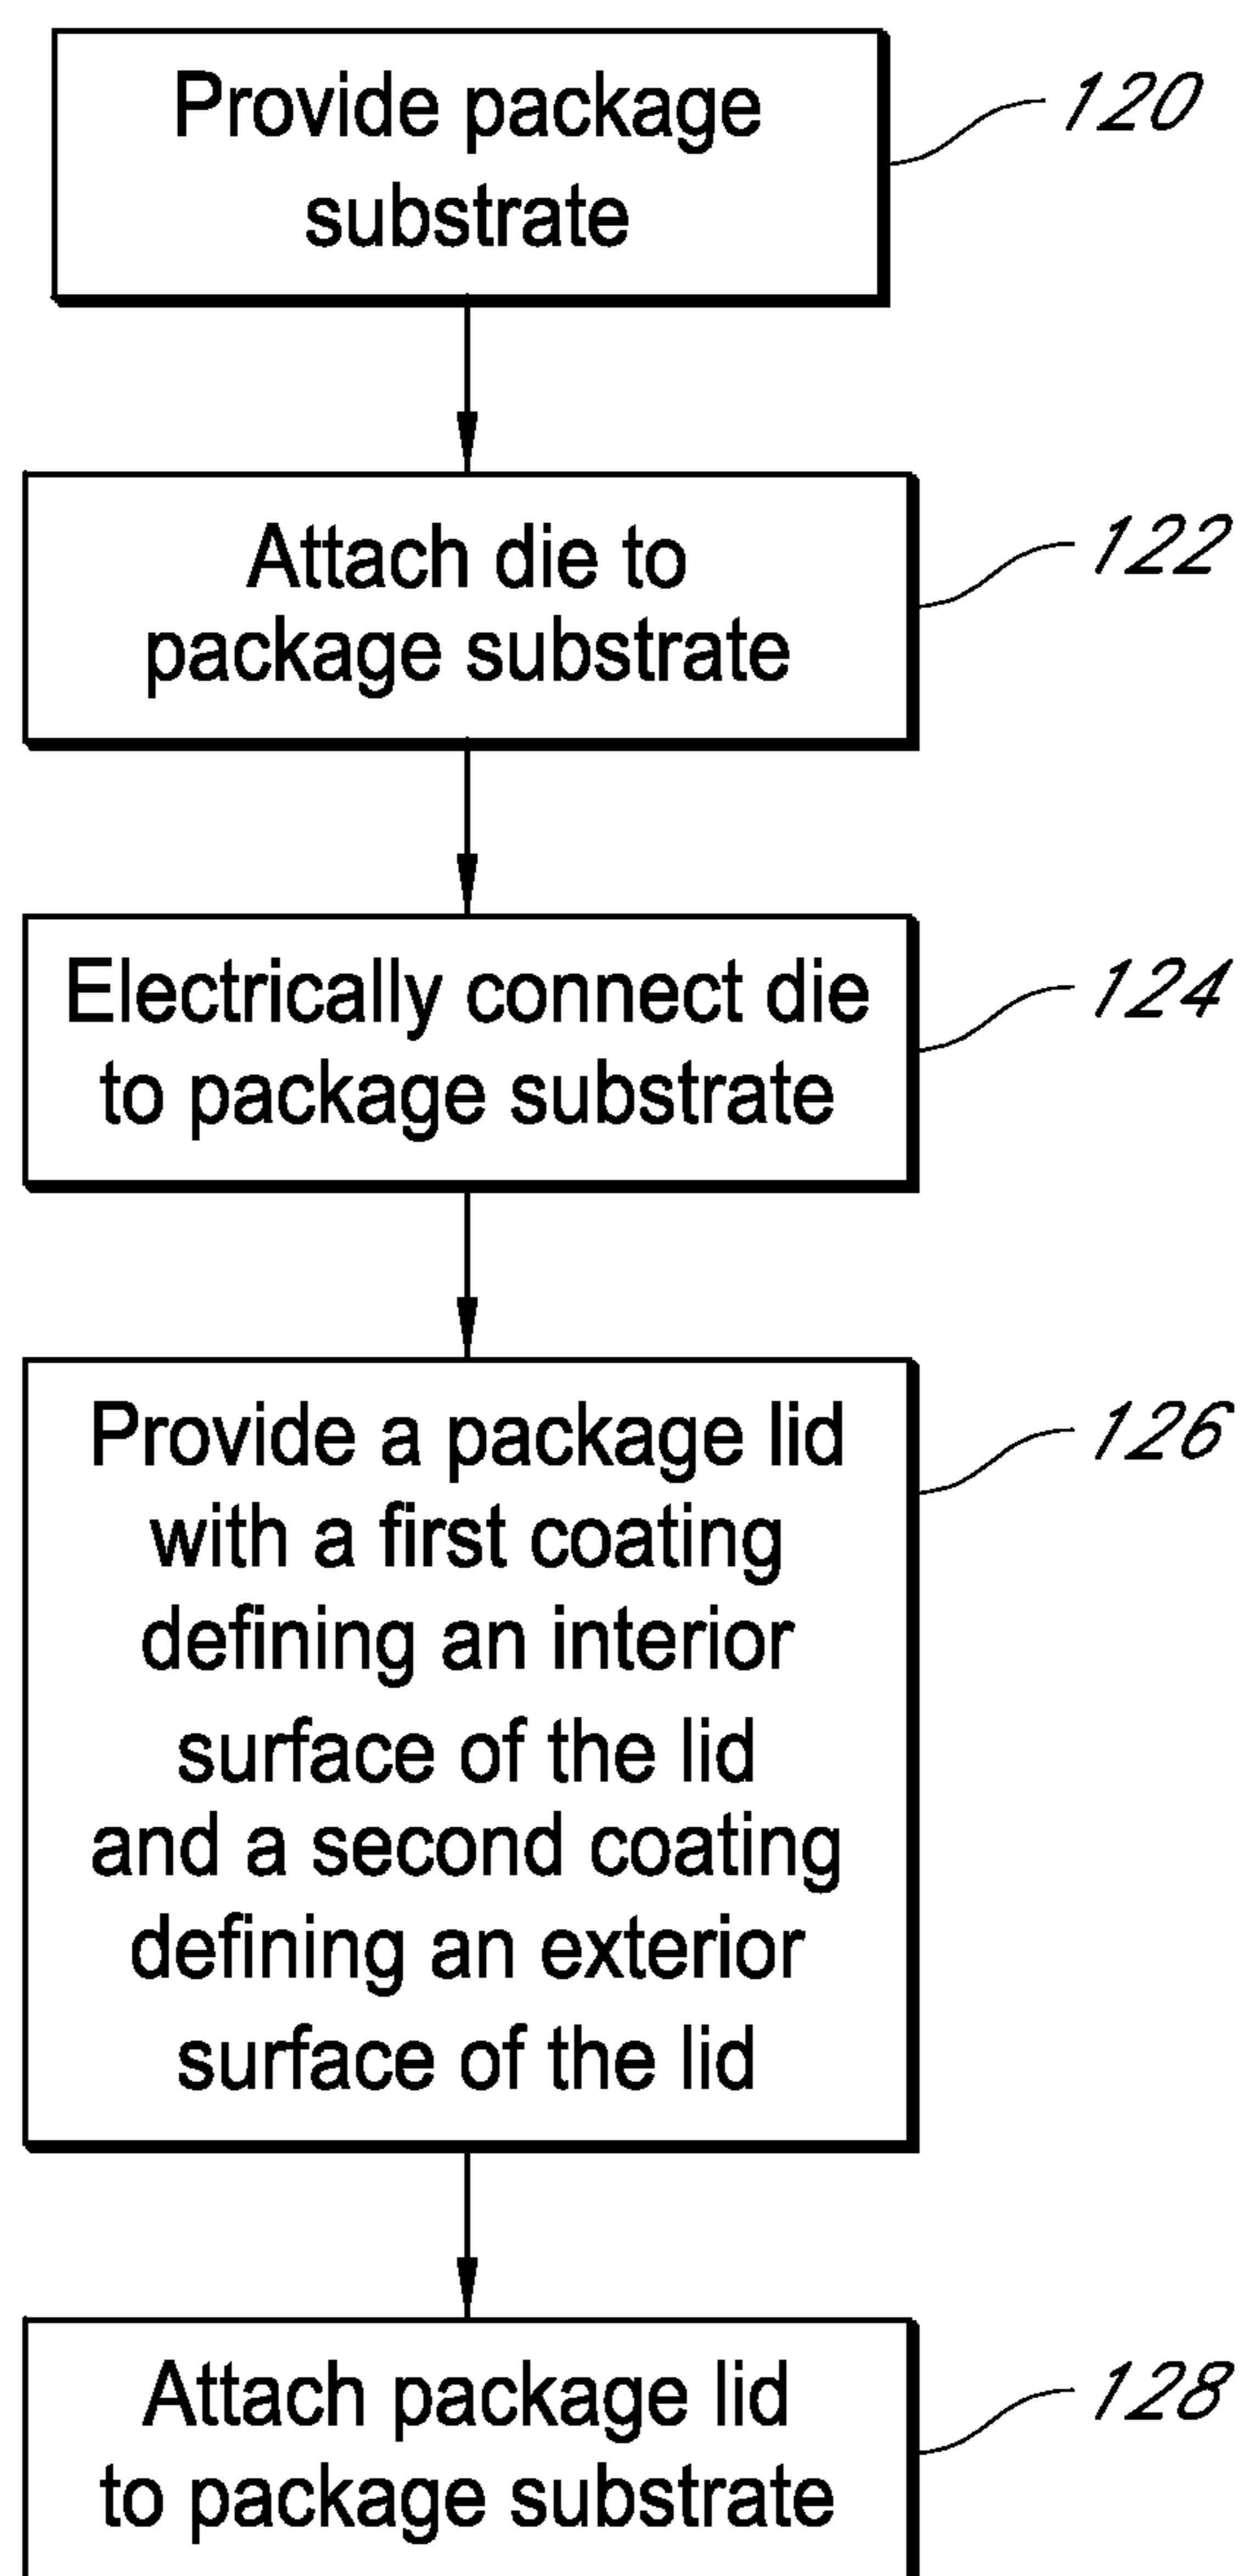 Provide package
substrate
120
Attach die to
package substrate
122
Electrically connect die
to package substrate
124
Provide a package lid
with a first coating
defining an interior
surface of the lid
and a second coating
defining an exterior
surface of the lid
126
Attach package lid
to package substrate
128